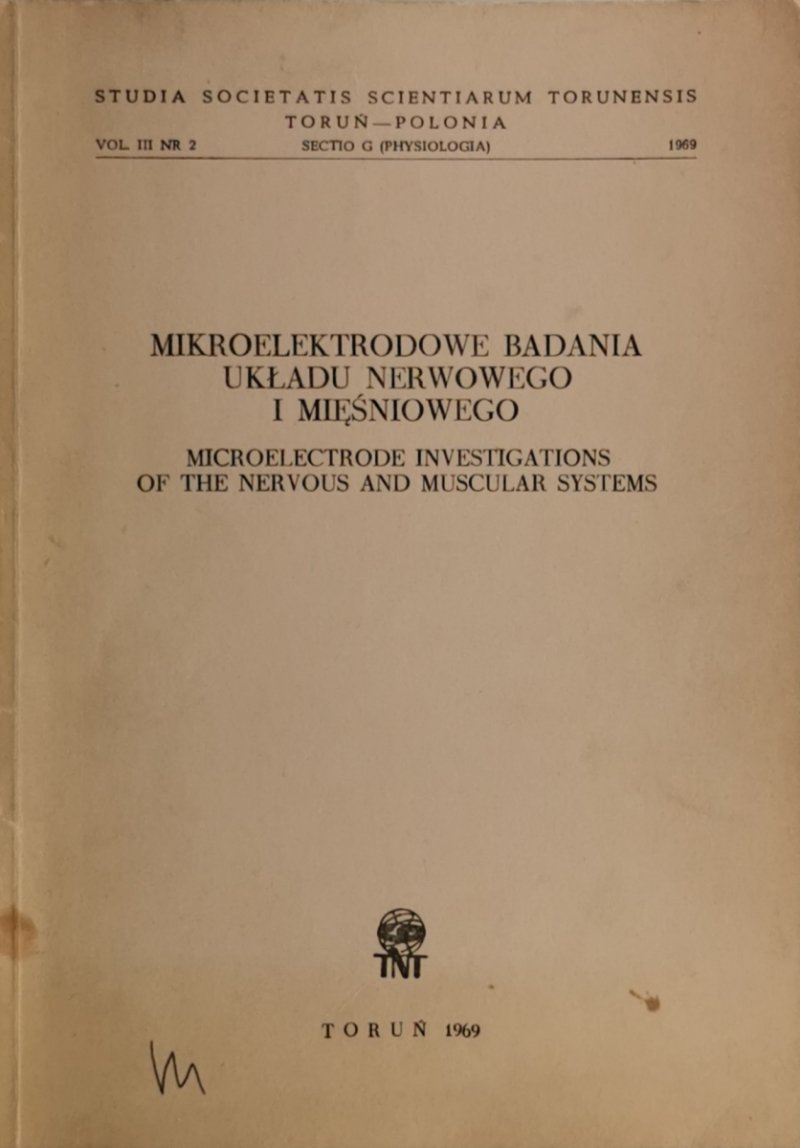 STUDIA SOCIETATIS SCIENTIARUM TORUNENSIS
TORUŃ—POLONIA
VOL. III NR 2 SECTIO G (PHYSIOLOGIA) 1969
MIKROELEKTRODOWE BADANIA
UKŁADU NERWOWEGO
I MIĘŚNIOWEGO
MICROELECTRODE INVESTIGATIONS
OF THE NERVOUS AND MUSCULAR SYSTEMS
TNT
TORUŃ 1969